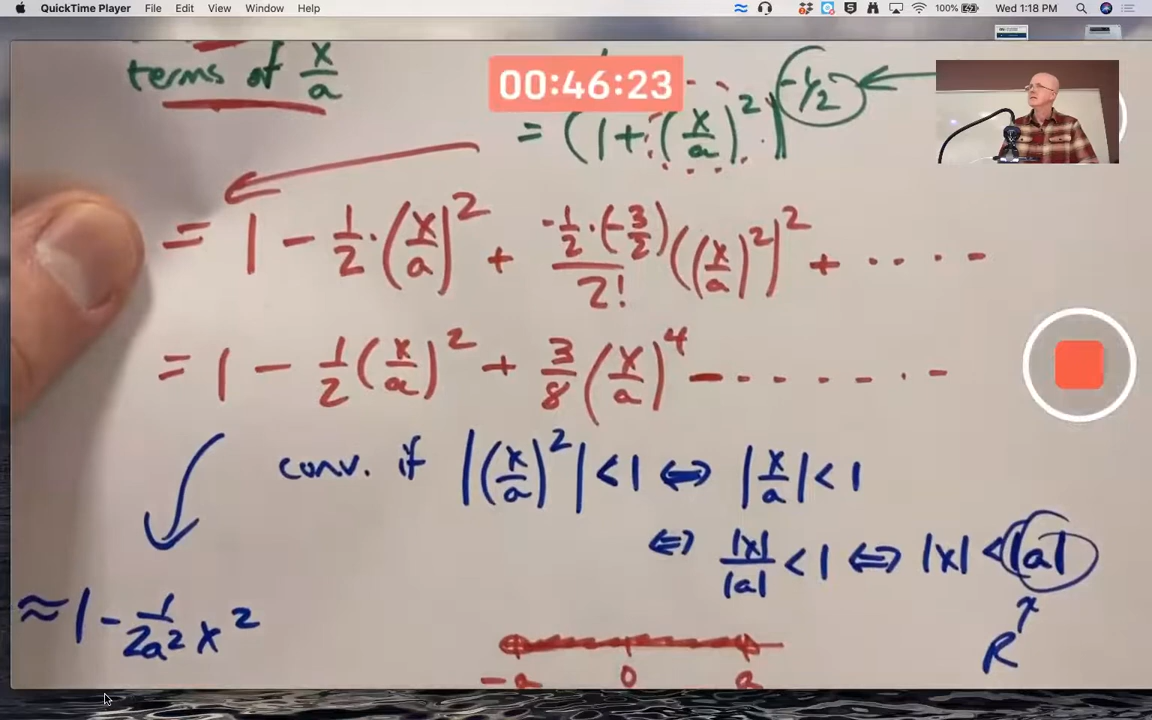 QuickTime Player File Edit View Window Help 100% Wed 1:18 PM
terms of x/a
00:46:23
= (1+(x/a)^2)^{-1/2}
= 1 - 1/2·(x/a)^2 + (-1/2·(-3/2))/2! ((x/a)^2)^2 + ....
= 1 - 1/2(x/a)^2 + 3/8(x/a)^4 - ......
conv. if |(x/a)^2| < 1 ⇔ |x/a| < 1
⇔ |x|/|a| < 1 ⇔ |x| < |a|
R
≈ 1 - 1/2a^2 x^2
-a 0 a